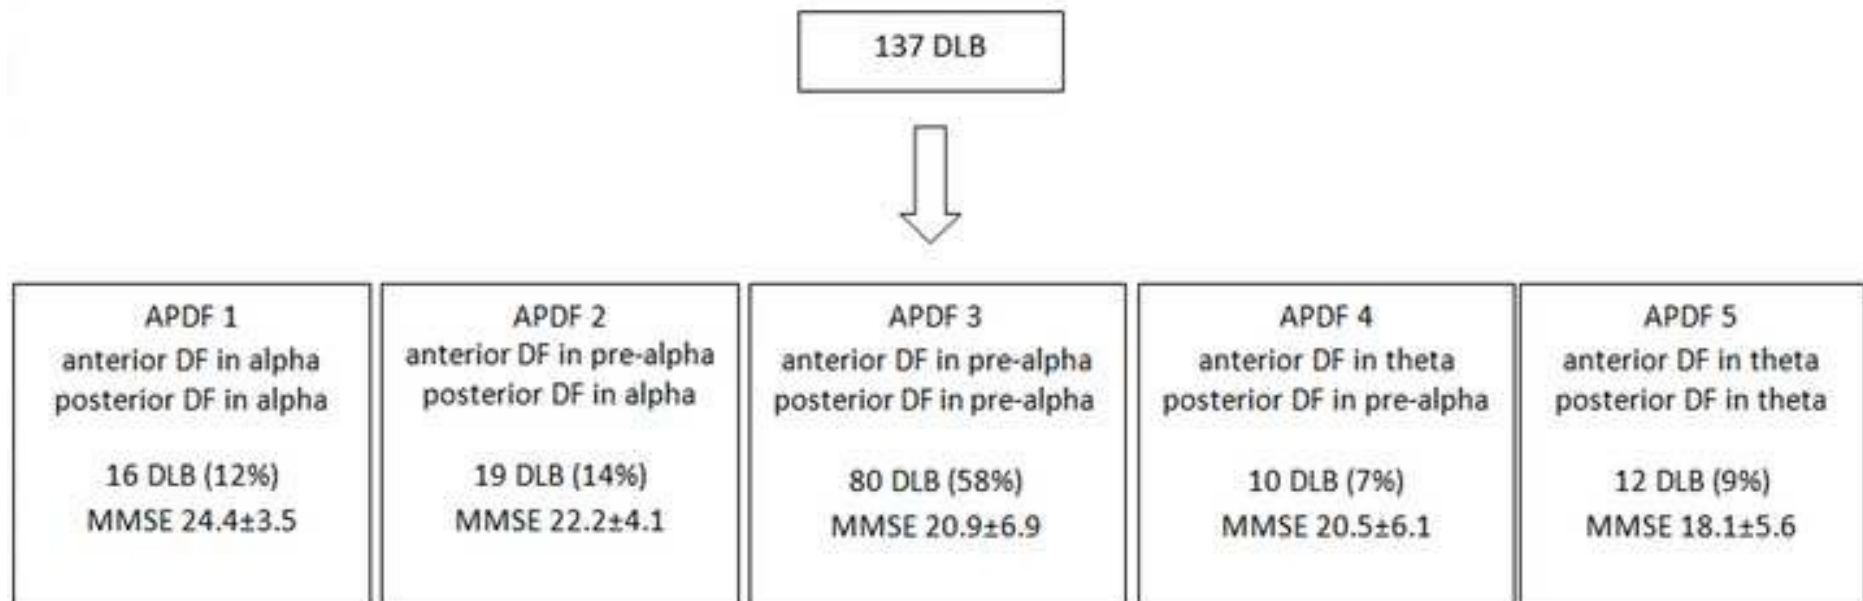 137 DLB
APDF 1
anterior DF in alpha
posterior DF in alpha
16 DLB (12%)
MMSE 24.4±3.5
APDF 2
anterior DF in pre-alpha
posterior DF in alpha
19 DLB (14%)
MMSE 22.2±4.1
APDF 3
anterior DF in pre-alpha
posterior DF in pre-alpha
80 DLB (58%)
MMSE 20.9±6.9
APDF 4
anterior DF in theta
posterior DF in pre-alpha
10 DLB (7%)
MMSE 20.5±6.1
APDF 5
anterior DF in theta
posterior DF in theta
12 DLB (9%)
MMSE 18.1±5.6